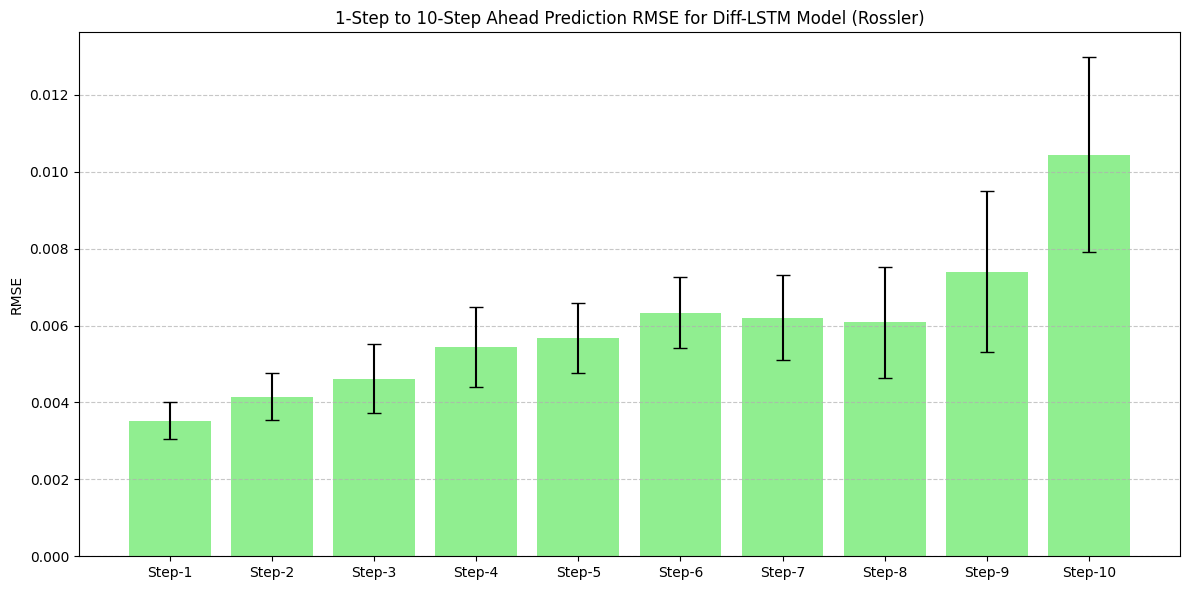 1-Step to 10-Step Ahead Prediction RMSE for Diff-LSTM Model (Rossler)
RMSE
0.012
0.010
0.008
0.006
0.004
0.002
0.000
Step-1 Step-2 Step-3 Step-4 Step-5 Step-6 Step-7 Step-8 Step-9 Step-10